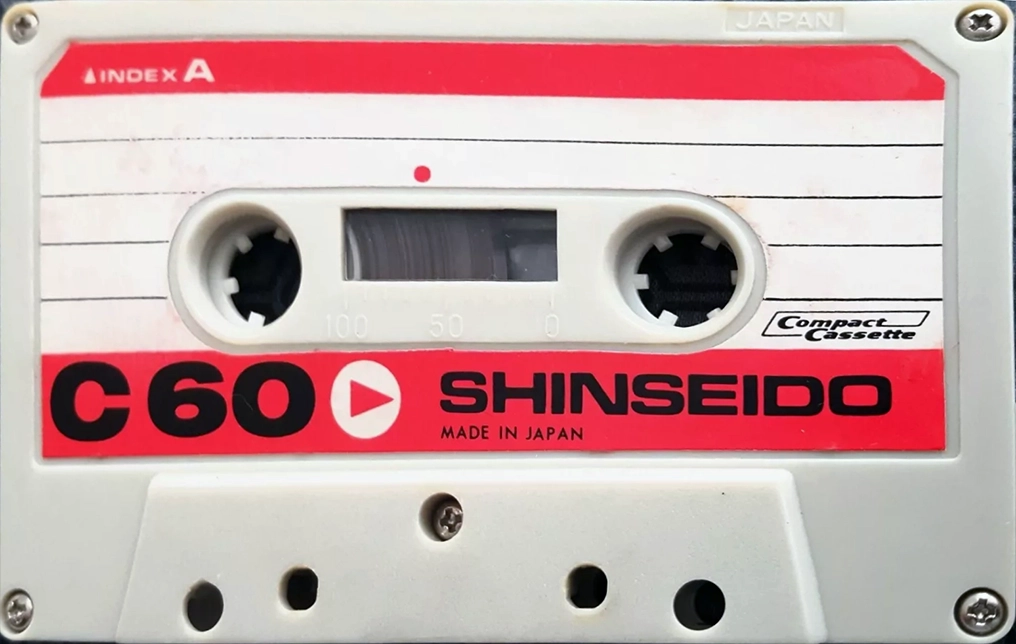 JAPAN
INDEX A
100 50 0
Compact
Cassette
C60 SHINSEIDO
MADE IN JAPAN